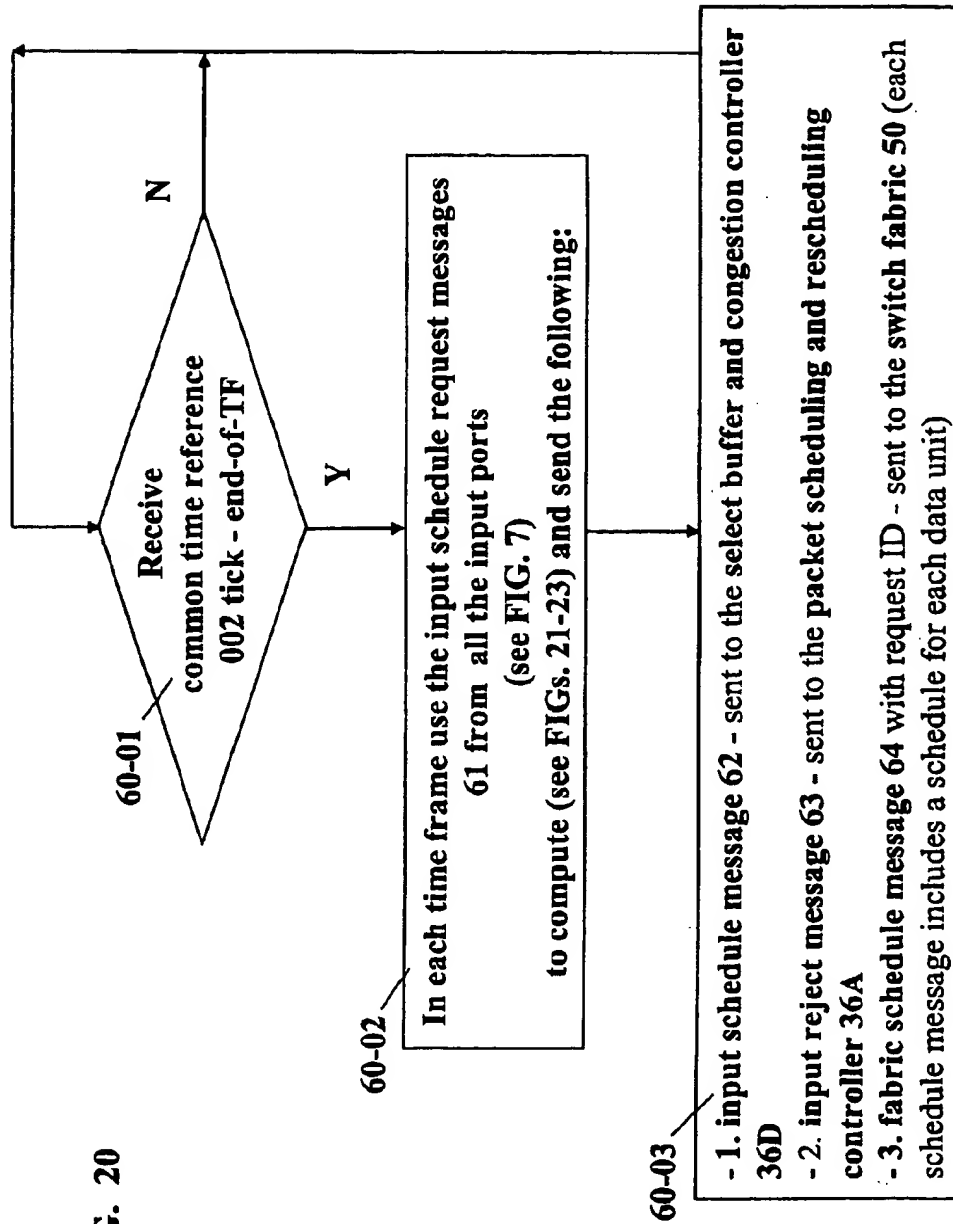 G. 20
60-01
Receive
common time reference
002 tick - end-of-TF
N
Y
60-02
In each time frame use the input schedule request messages
61 from all the input ports
(see FIG. 7)
to compute (see FIGs. 21-23) and send the following:
60-03
- 1. input schedule message 62 - sent to the select buffer and congestion controller
36D
- 2. input reject message 63 - sent to the packet scheduling and rescheduling
controller 36A
- 3. fabric schedule message 64 with request ID - sent to the switch fabric 50 (each
schedule message includes a schedule for each data unit)